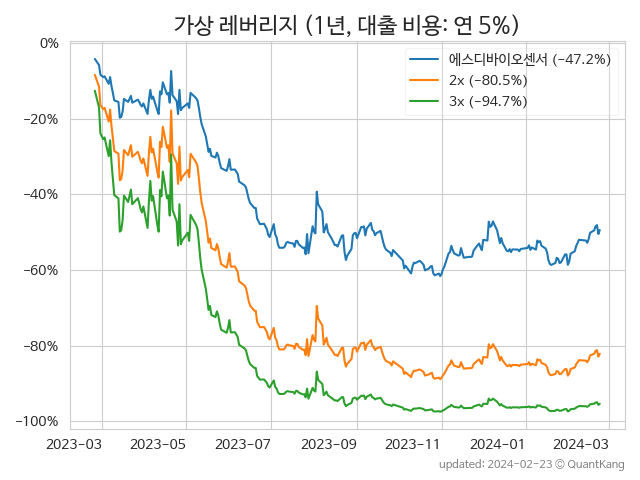 가상 레버리지 (1년, 대출 비용: 연 5%)
0%
−20%
−40%
−60%
−80%
−100%
에스디바이오센서 (−47.2%)
2x (−80.5%)
3x (−94.7%)
2023-03 2023-05 2023-07 2023-09 2023-11 2024-01 2024-03
updated: 2024-02-23 © QuantKang